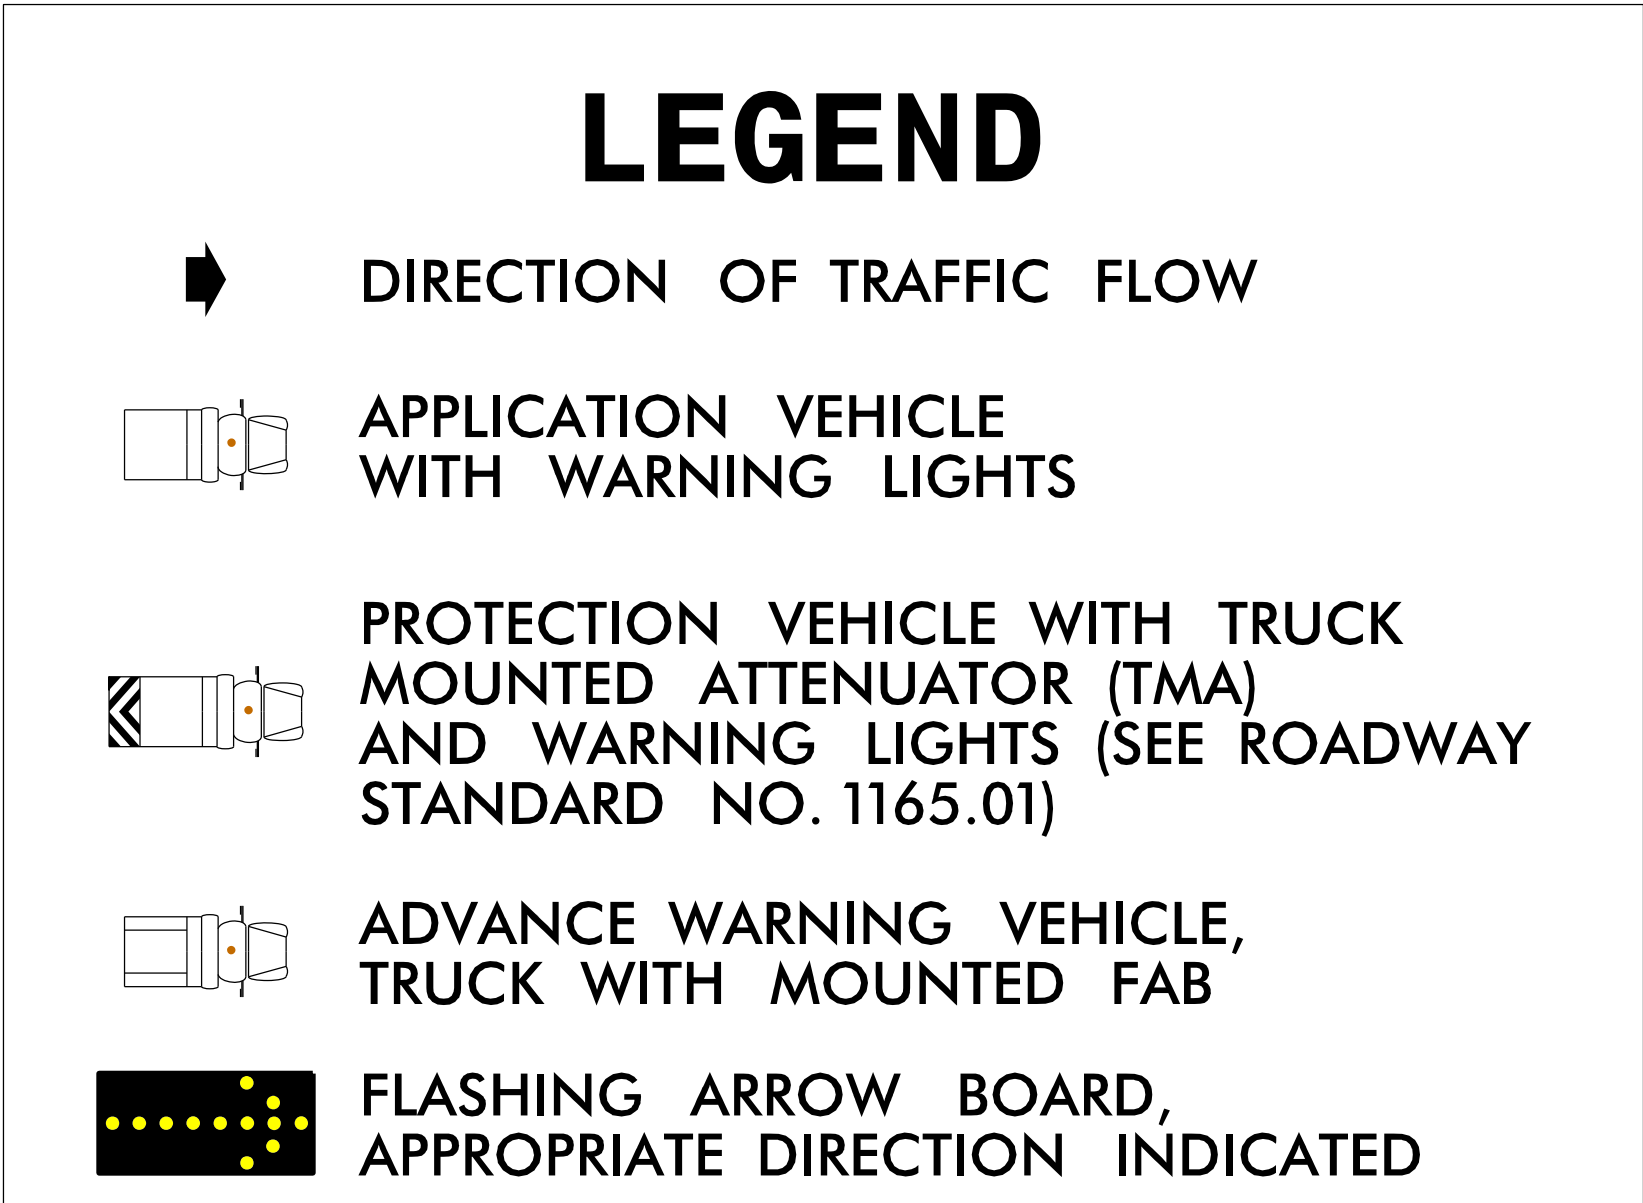 LEGEND
DIRECTION OF TRAFFIC FLOW
APPLICATION VEHICLE
WITH WARNING LIGHTS
PROTECTION VEHICLE WITH TRUCK
MOUNTED ATTENUATOR (TMA)
AND WARNING LIGHTS (SEE ROADWAY
STANDARD NO. 1165.01)
ADVANCE WARNING VEHICLE,
TRUCK WITH MOUNTED FAB
FLASHING ARROW BOARD,
APPROPRIATE DIRECTION INDICATED